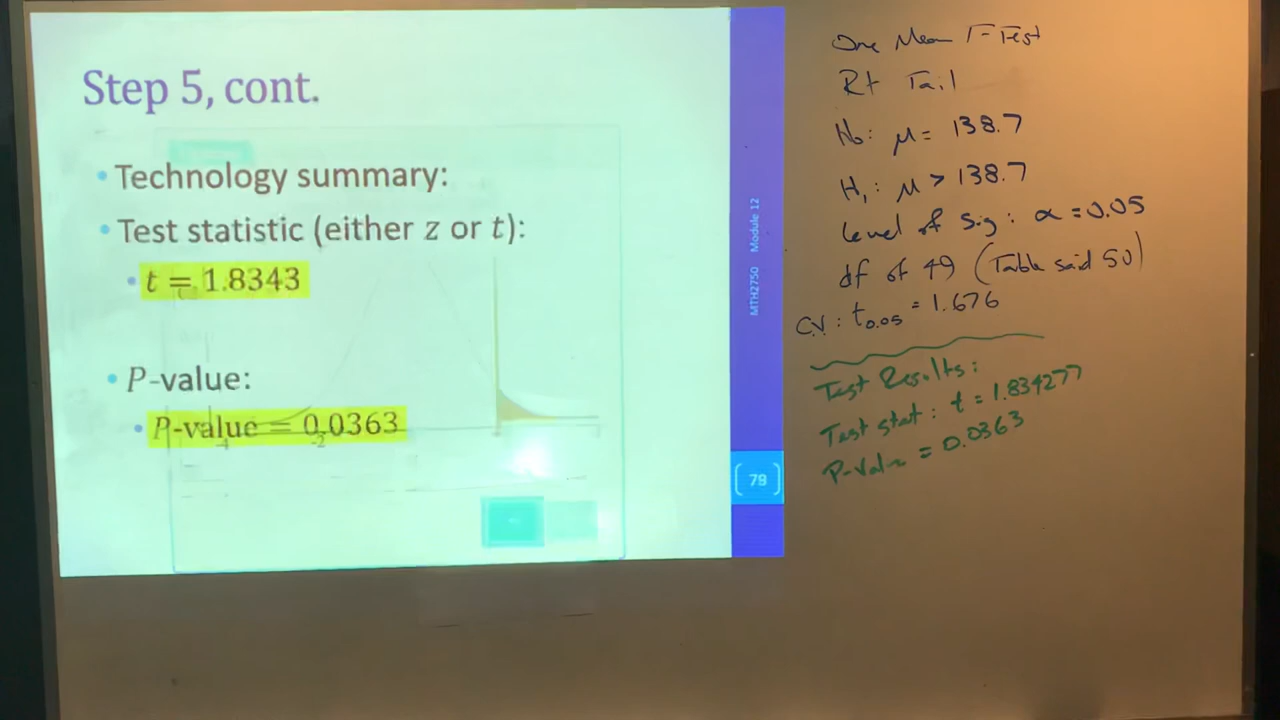 Step 5, cont.
• Technology summary:
• Test statistic (either z or t):
• t = 1.8343
• P-value:
• P-value = 0.0363
-4
-2
MTH2750 Module 12
79
One Mean T-Test
Rt Tail
H₀: μ = 138.7
H₁: μ > 138.7
level of sig: α = 0.05
df of 49 (Table said 50)
CV: t0.05 = 1.676
Test Results:
Test stat: t = 1.834277
P-Value = 0.0363